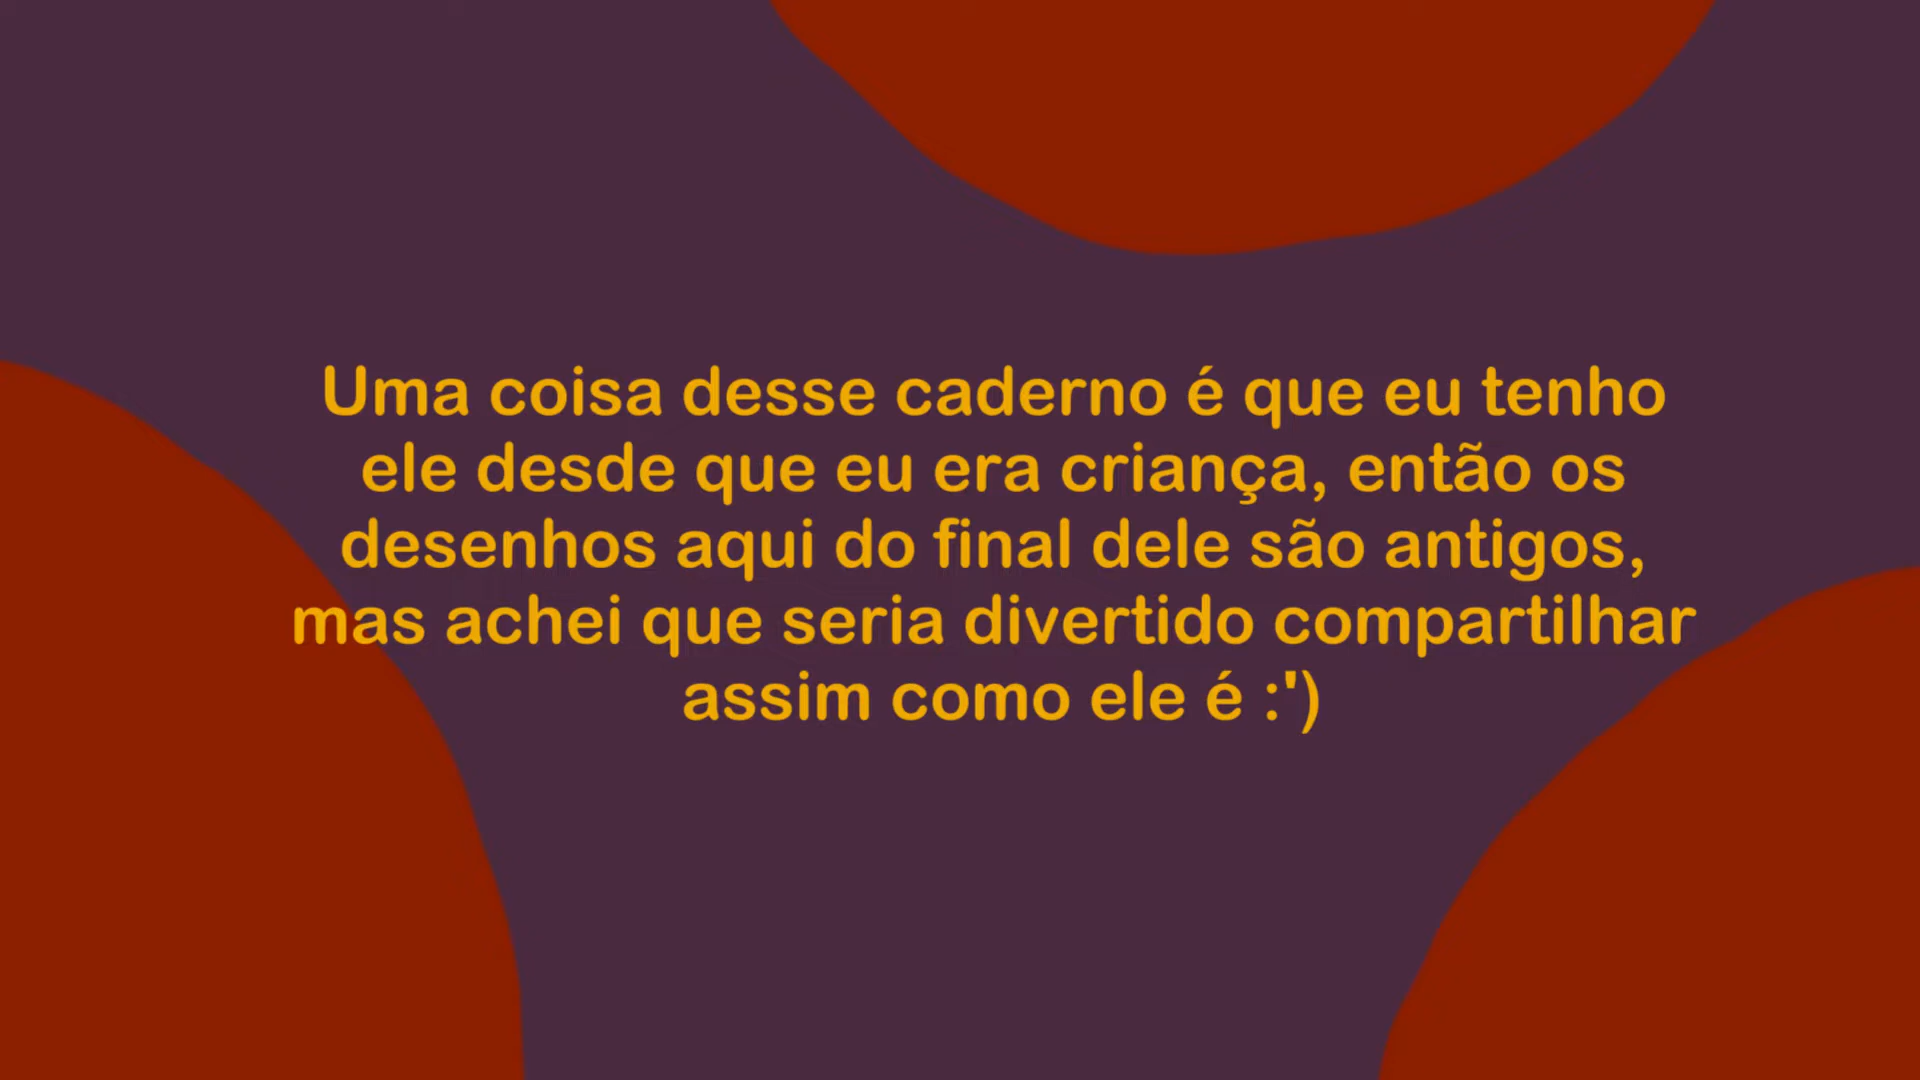 Uma coisa desse caderno é que eu tenho
ele desde que eu era criança, então os
desenhos aqui do final dele são antigos,
mas achei que seria divertido compartilhar
assim como ele é :')